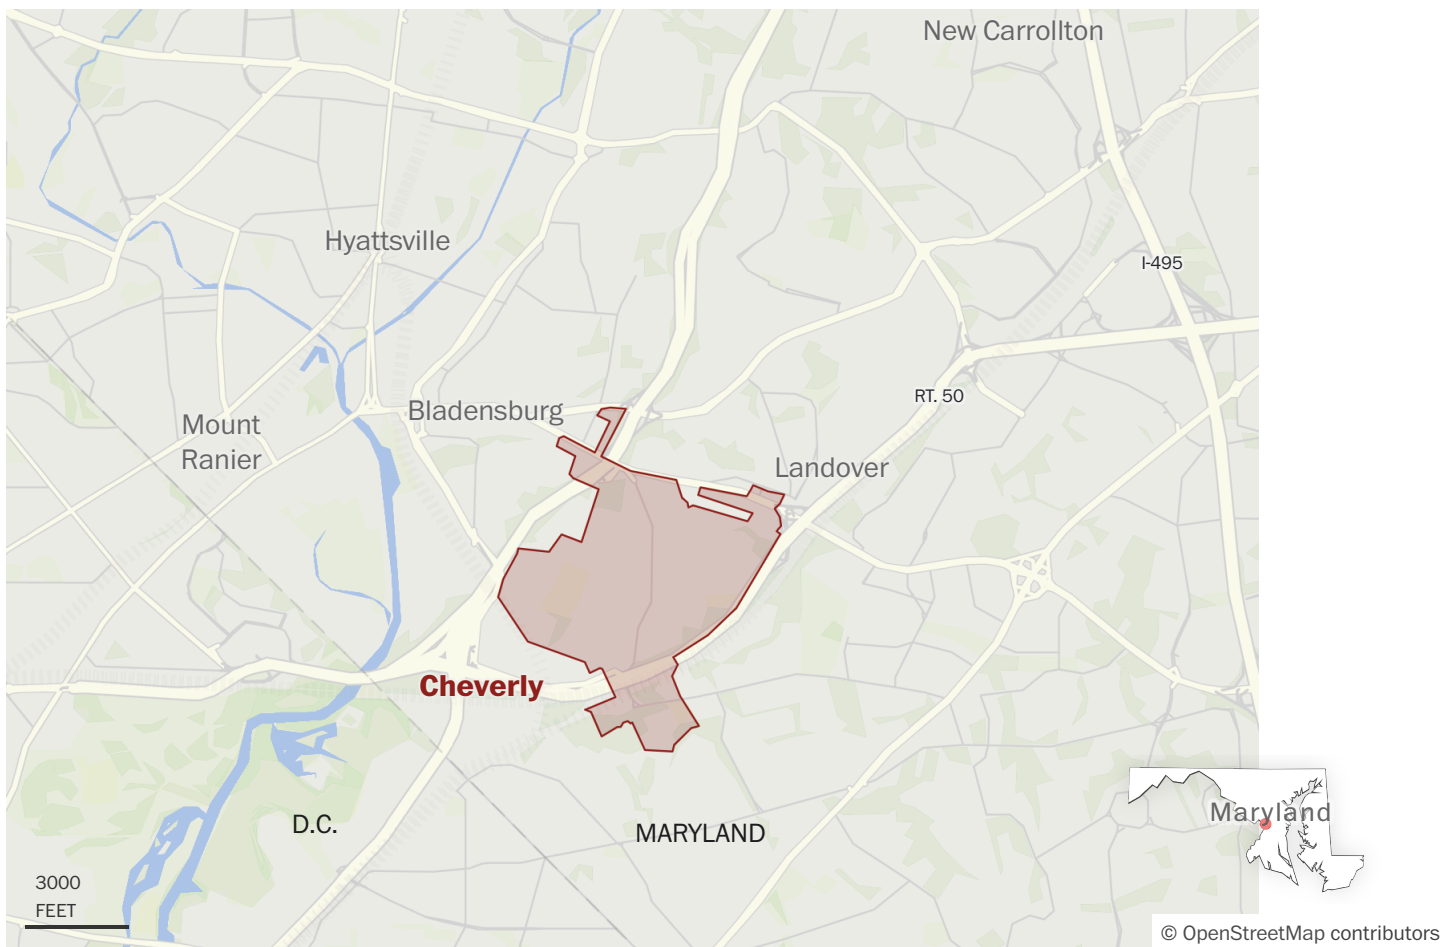 New Carrollton
Hyattsville
I-495
RT. 50
Bladensburg
Mount
Ranier
Landover
Cheverly
D.C.
MARYLAND
Maryland
3000
FEET
© OpenStreetMap contributors